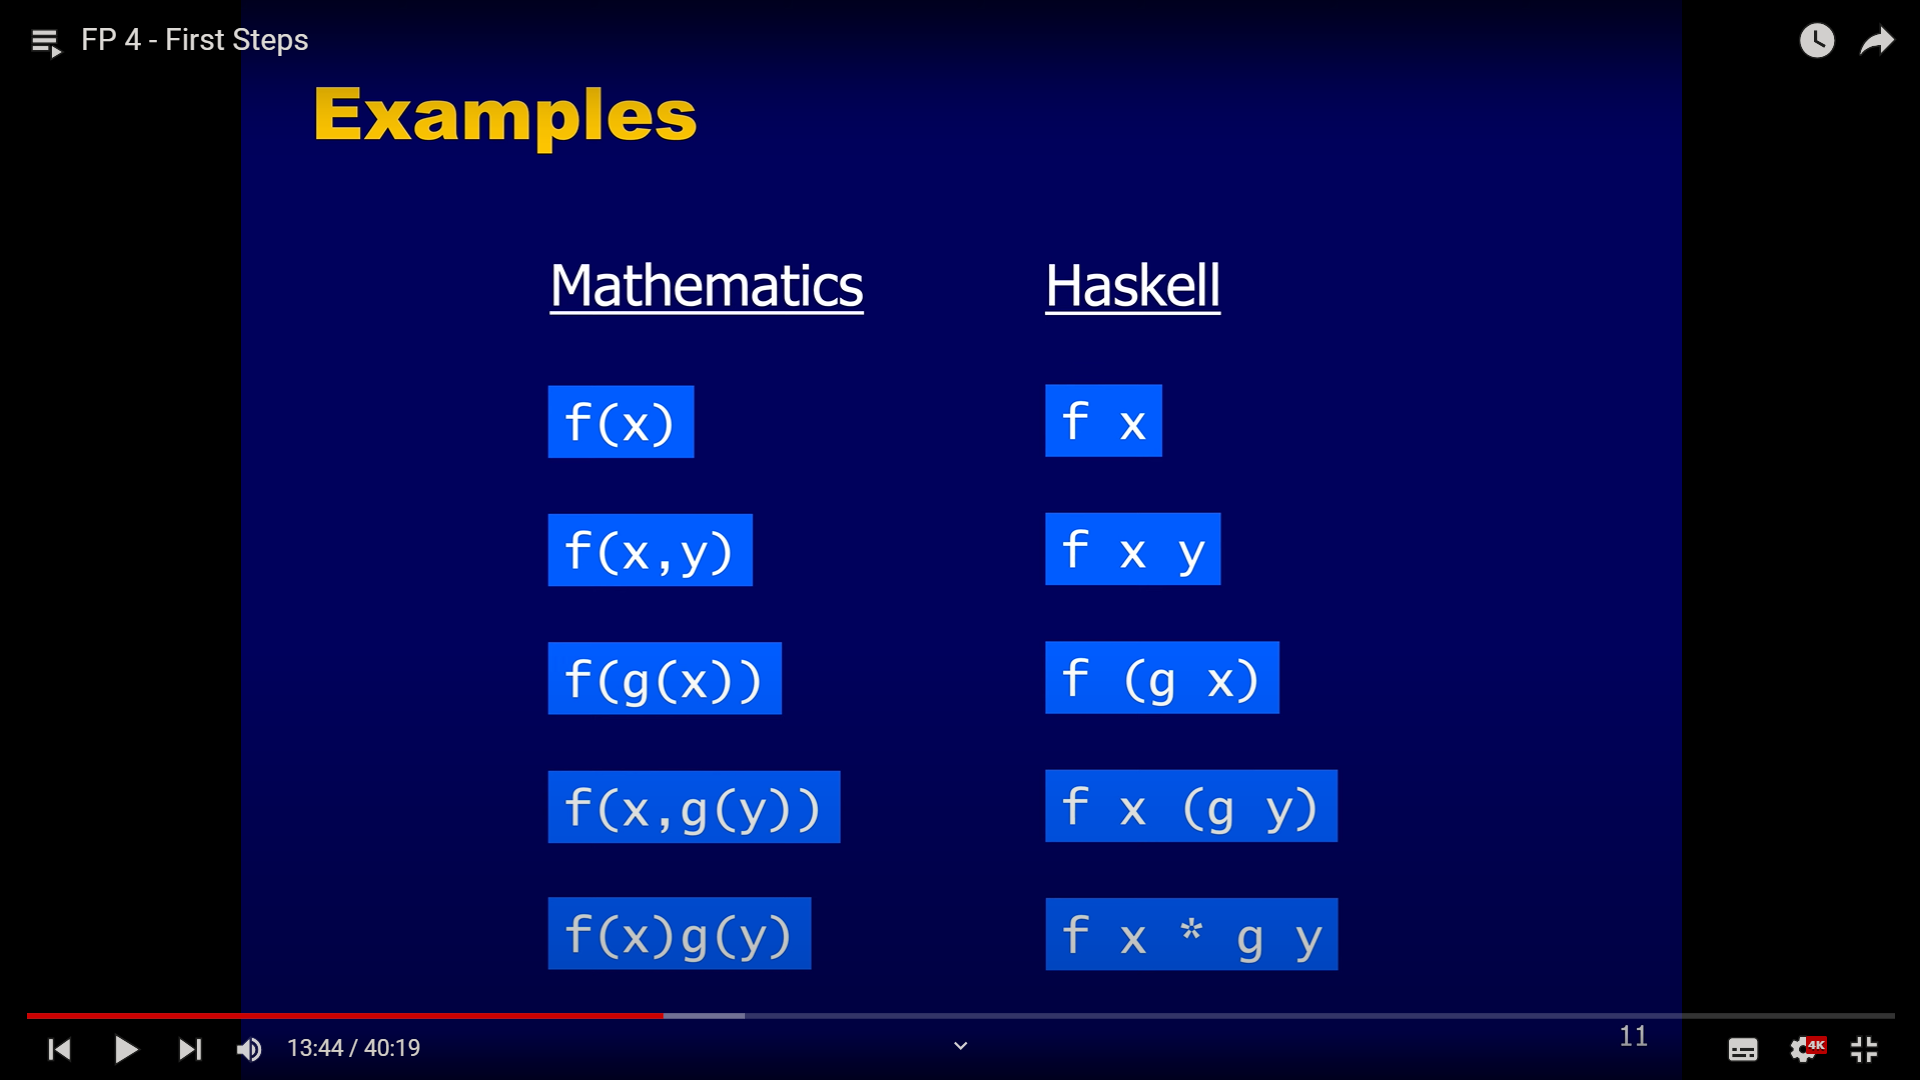 FP 4 - First Steps
Examples
Mathematics Haskell
f(x) f x
f(x,y) f x y
f(g(x)) f (g x)
f(x,g(y)) f x (g y)
f(x)g(y) f x * g y
11
13:44 / 40:19
4K